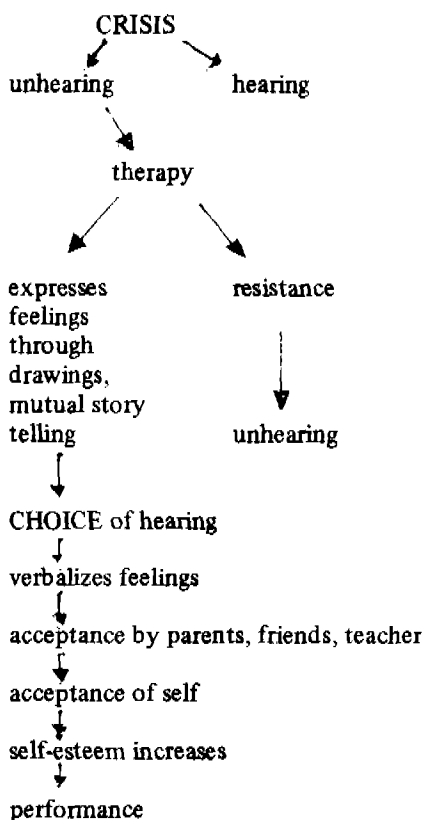 CRISIS
unhearing hearing
therapy
expresses resistance
feelings
through
drawings,
mutual story
telling unhearing
CHOICE of hearing
verbalizes feelings
acceptance by parents, friends, teacher
acceptance of self
self-esteem increases
performance